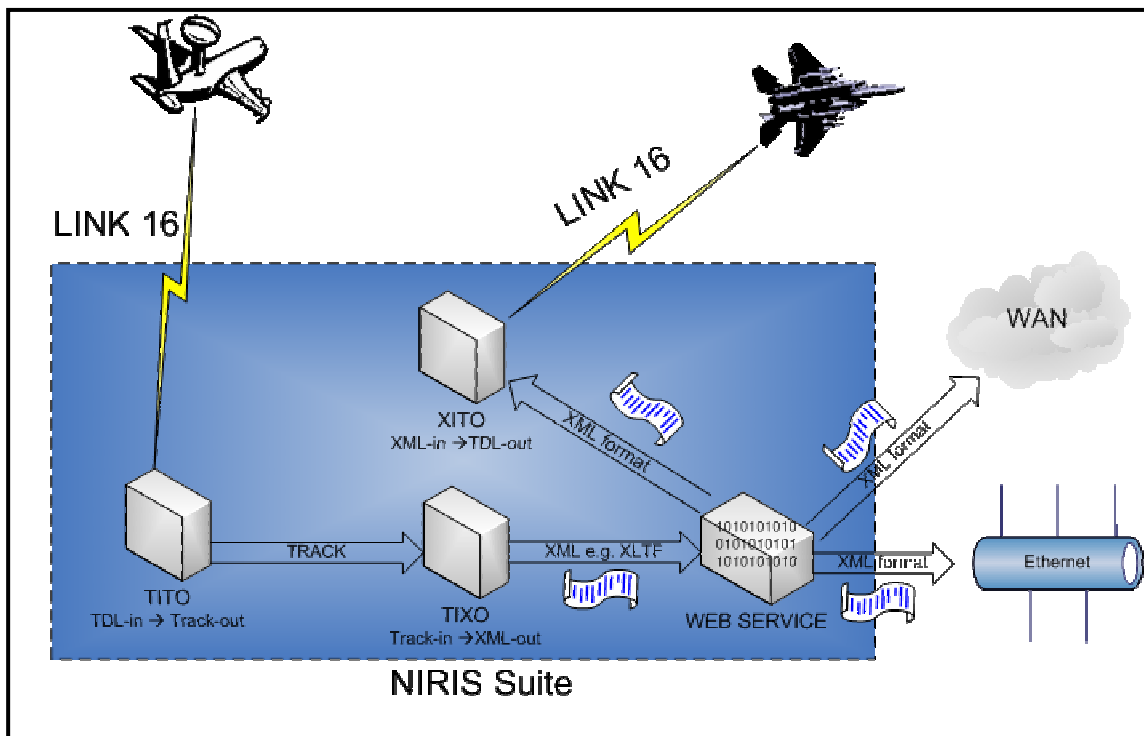 LINK 16
LINK 16
WAN
XITO
XML-in →TDL-out
XML format
XML format
TITO
TDL-in → Track-out
TRACK
TIXO
Track-in →XML-out
XML e.g. XLTF
1010101010
0101010101
1010101010
WEB SERVICE
XML format
Ethernet
NIRIS Suite